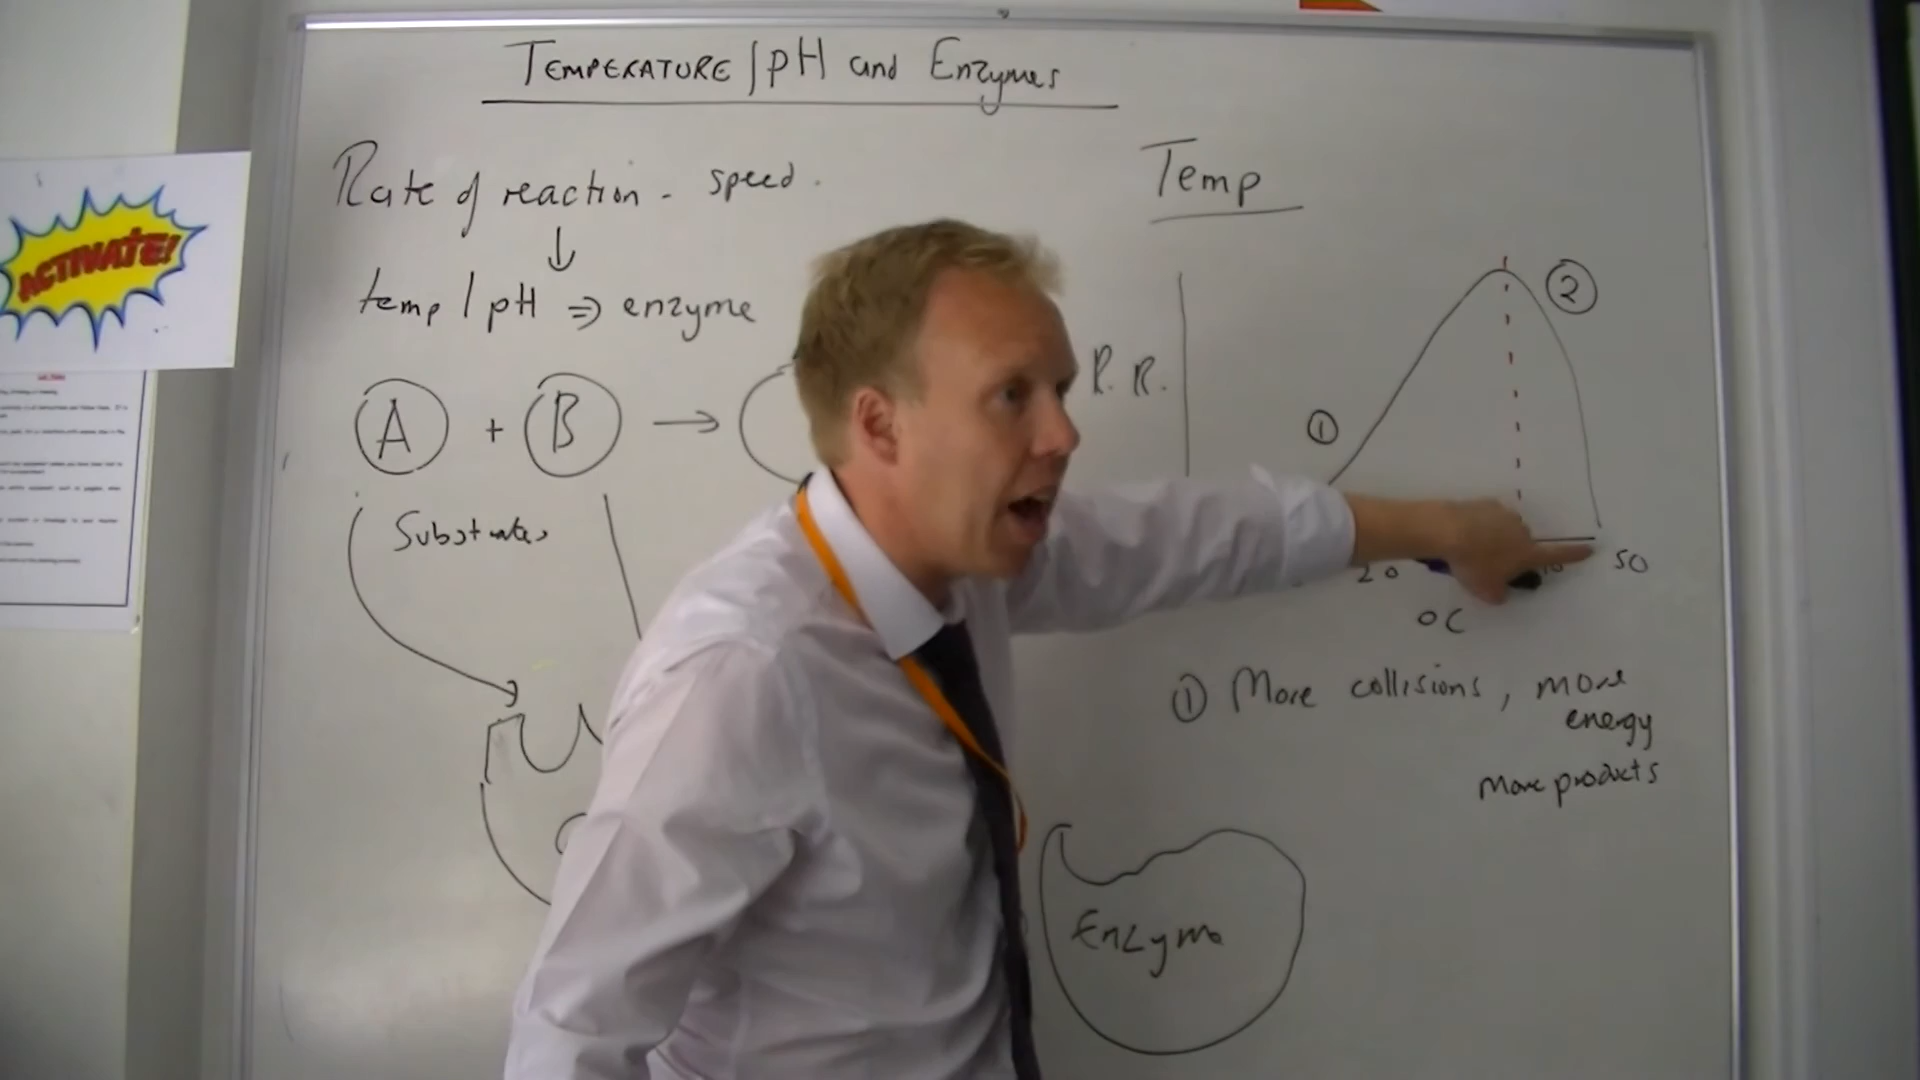 TEMPERATURE / pH and Enzymes
Rate of reaction - speed.
↓
temp / pH ⇒ enzyme
A + B →
Substrates
Temp
R. R.
①
②
20
50
°C
① More collisions, more
energy
More products
Enzyme
ACTIVATE!